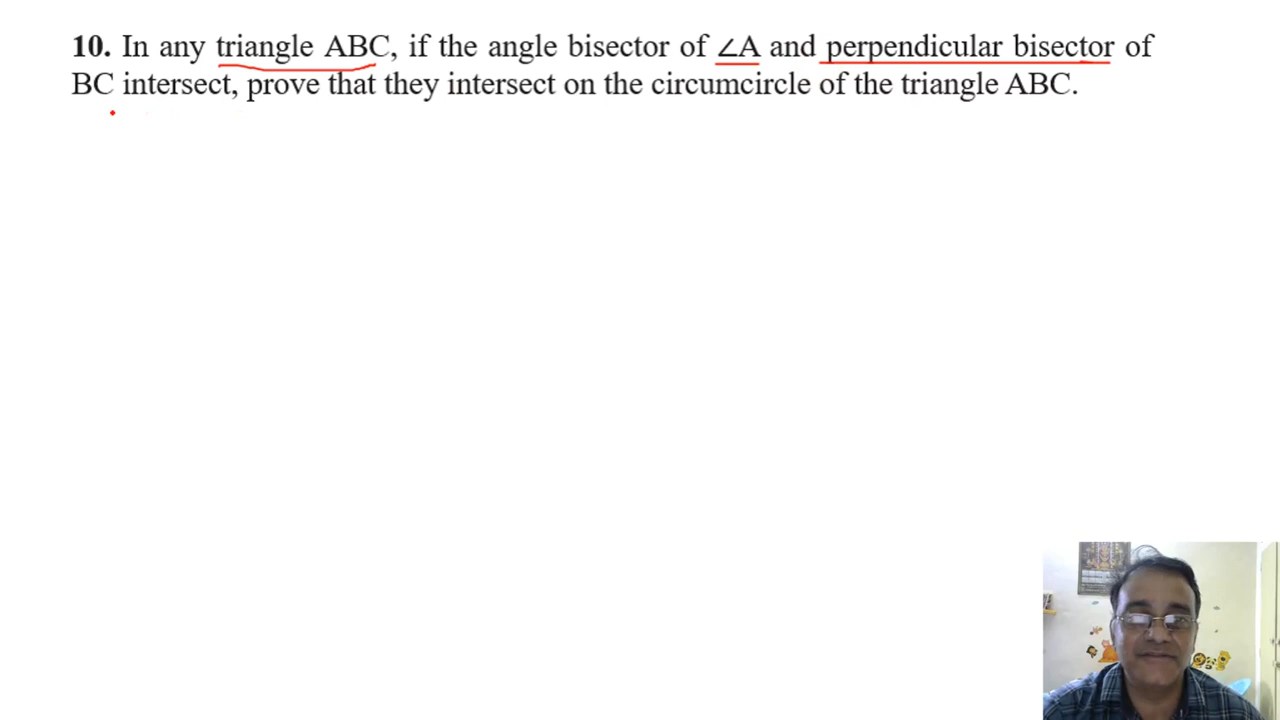 10. In any triangle ABC, if the angle bisector of ∠A and perpendicular bisector of
BC intersect, prove that they intersect on the circumcircle of the triangle ABC.